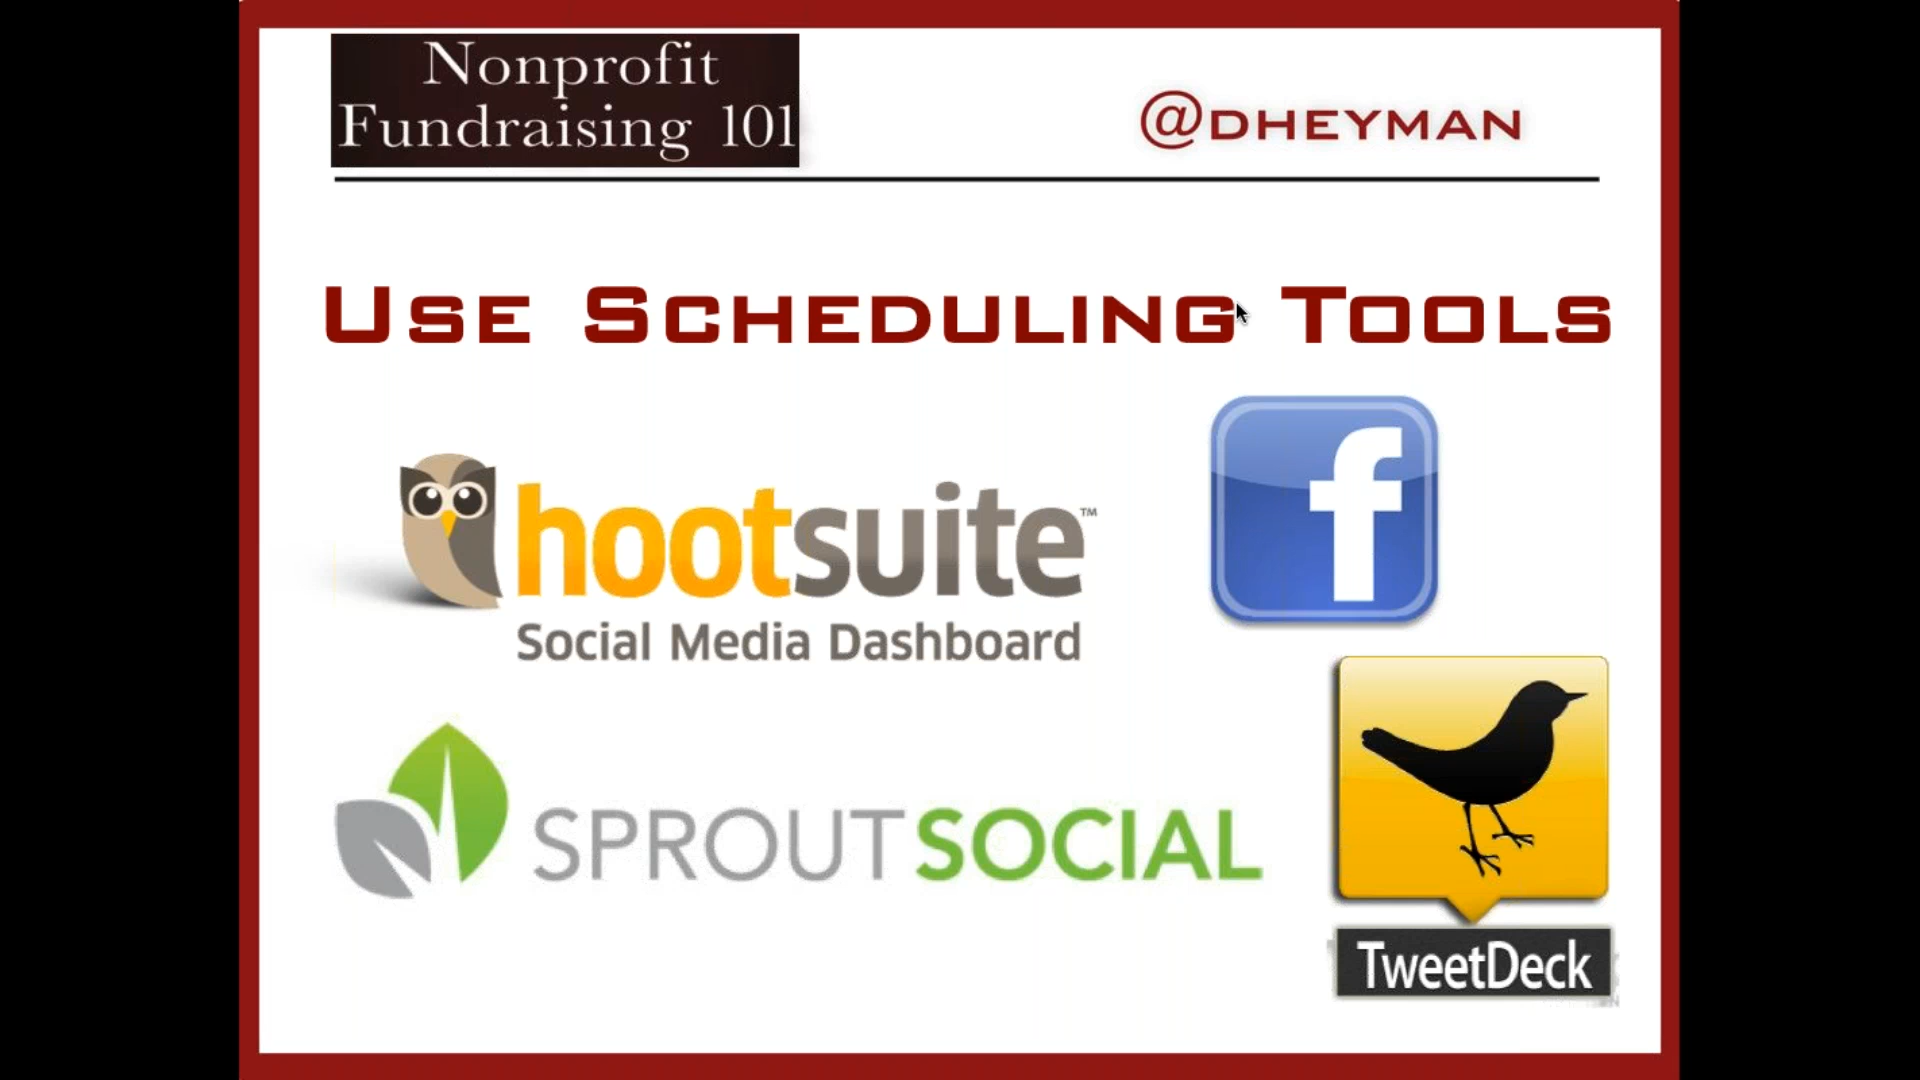 Nonprofit
Fundraising 101
@DHEYMAN
USE SCHEDULING TOOLS
hootsuite™
Social Media Dashboard
f
SPROUTSOCIAL
TweetDeck